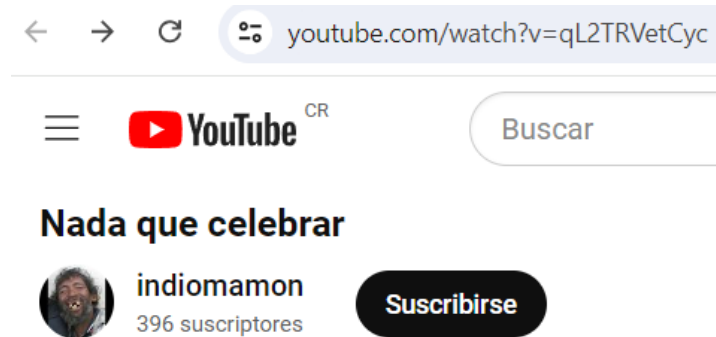 youtube.com/watch?v=qL2TRVetCyc
YouTube CR
Buscar
Nada que celebrar
indiomamon
396 suscriptores
Suscribirse